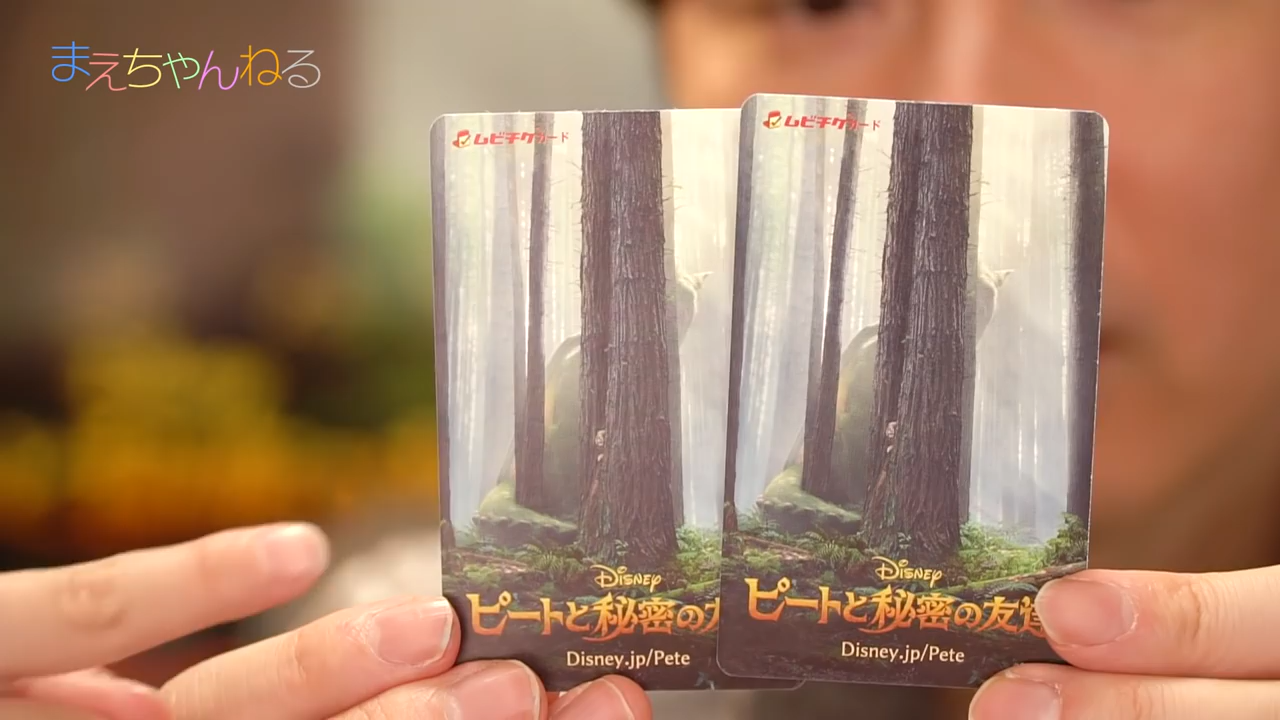 まえちゃんねる
ムビチケカード
ムビチケカード
DISNEY
ピートと秘密の友
Disney.jp/Pete
DISNEY
ピートと秘密の友達
Disney.jp/Pete